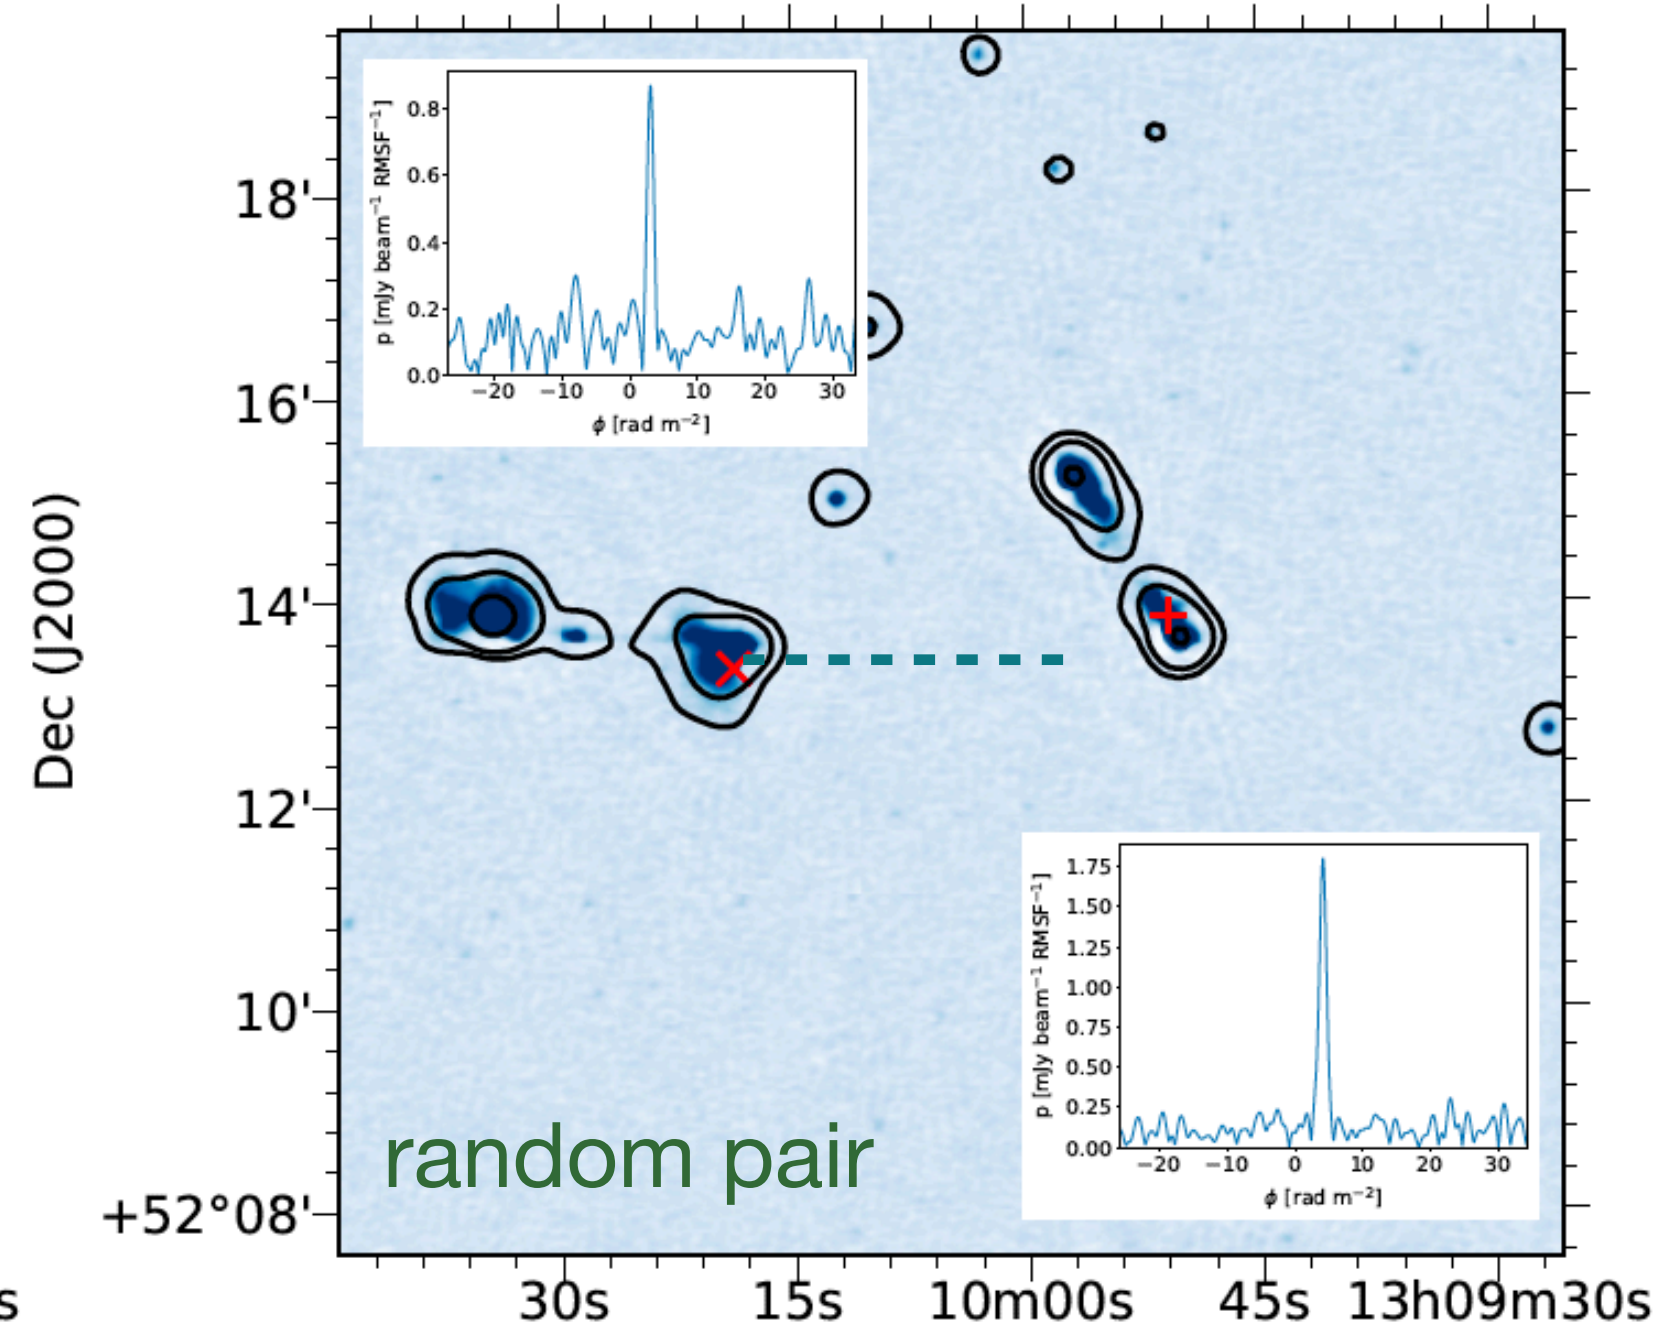 0.8
0.6
0.4
0.2
0.0
−20 −10 0 10 20 30
p [mJy beam⁻¹ RMSF⁻¹]
ϕ [rad m⁻²]
18'
16'
14'
12'
10'
+52°08'
Dec (J2000)
1.75
1.50
1.25
1.00
0.75
0.50
0.25
0.00
−20 −10 0 10 20 30
p [mJy beam⁻¹ RMSF⁻¹]
ϕ [rad m⁻²]
random pair
s 30s 15s 10m00s 45s 13h09m30s